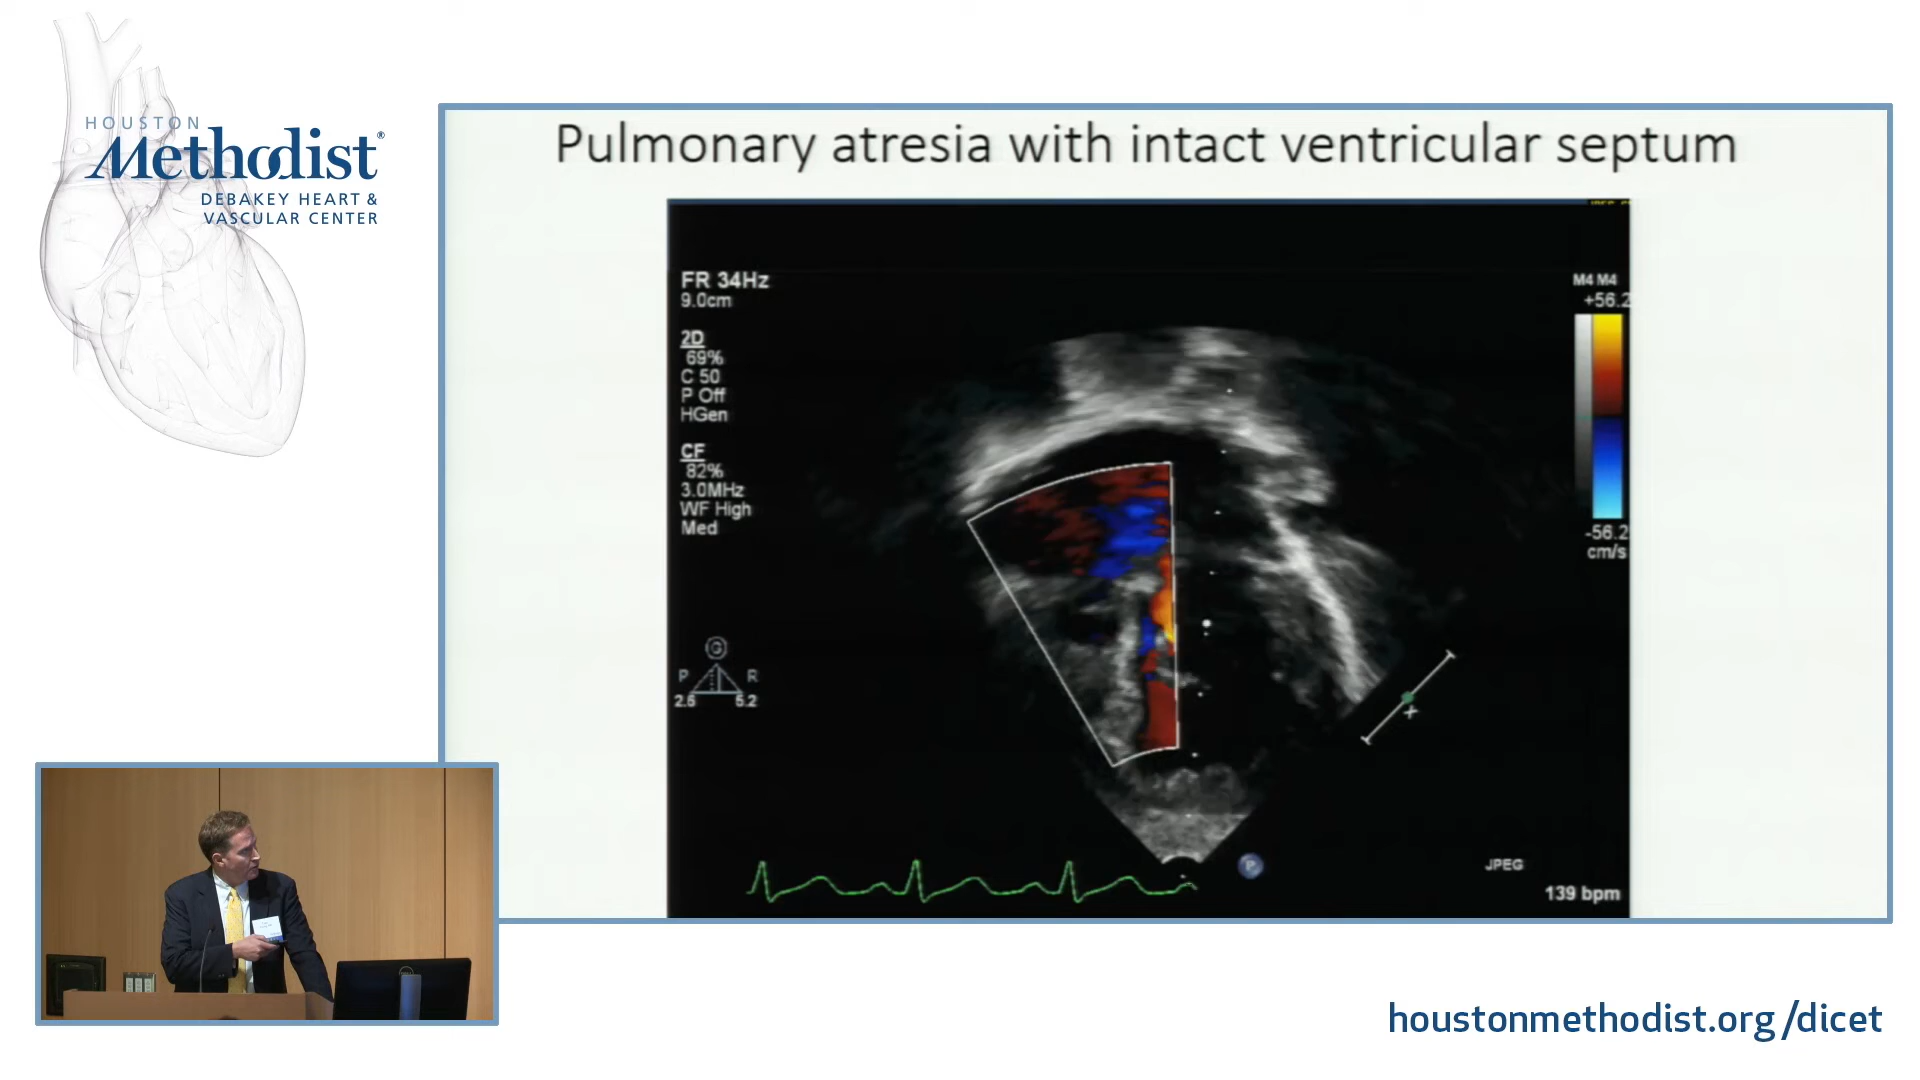 HOUSTON
Methodist®
DEBAKEY HEART &
VASCULAR CENTER
Pulmonary atresia with intact ventricular septum
FR 34Hz
9.0cm
2D
69%
C 50
P Off
HGen
CF
82%
3.0MHz
WF High
Med
M4 M4
+56.2
-56.2
cm/s
G
P R
2.6 5.2
x
P
JPEG
139 bpm
houstonmethodist.org/dicet